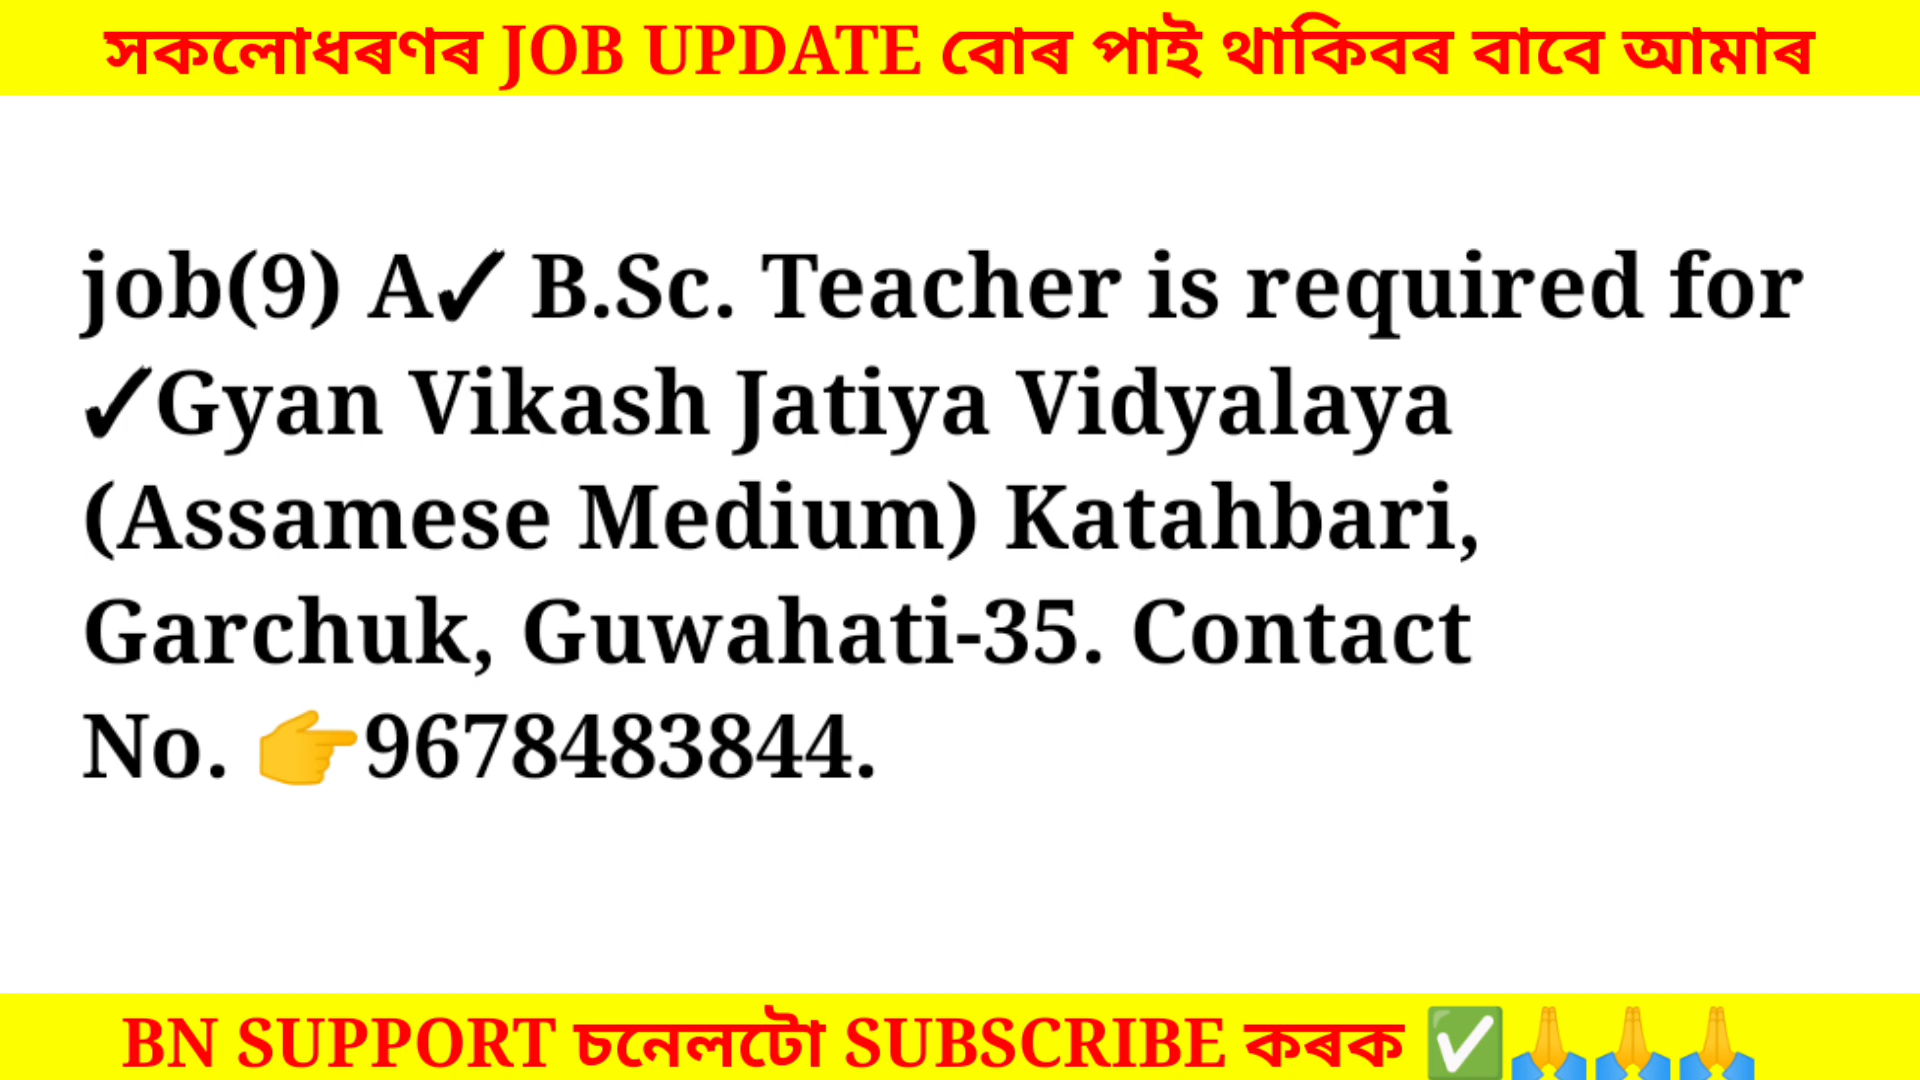 সকলোধৰণৰ JOB UPDATE বোৰ পাই থাকিবৰ বাবে আমাৰ
job(9) A✓ B.Sc. Teacher is required for
✓Gyan Vikash Jatiya Vidyalaya
(Assamese Medium) Katahbari,
Garchuk, Guwahati-35. Contact
No. 👉9678483844.
BN SUPPORT চনেলটো SUBSCRIBE কৰক ✅🙏🙏🙏